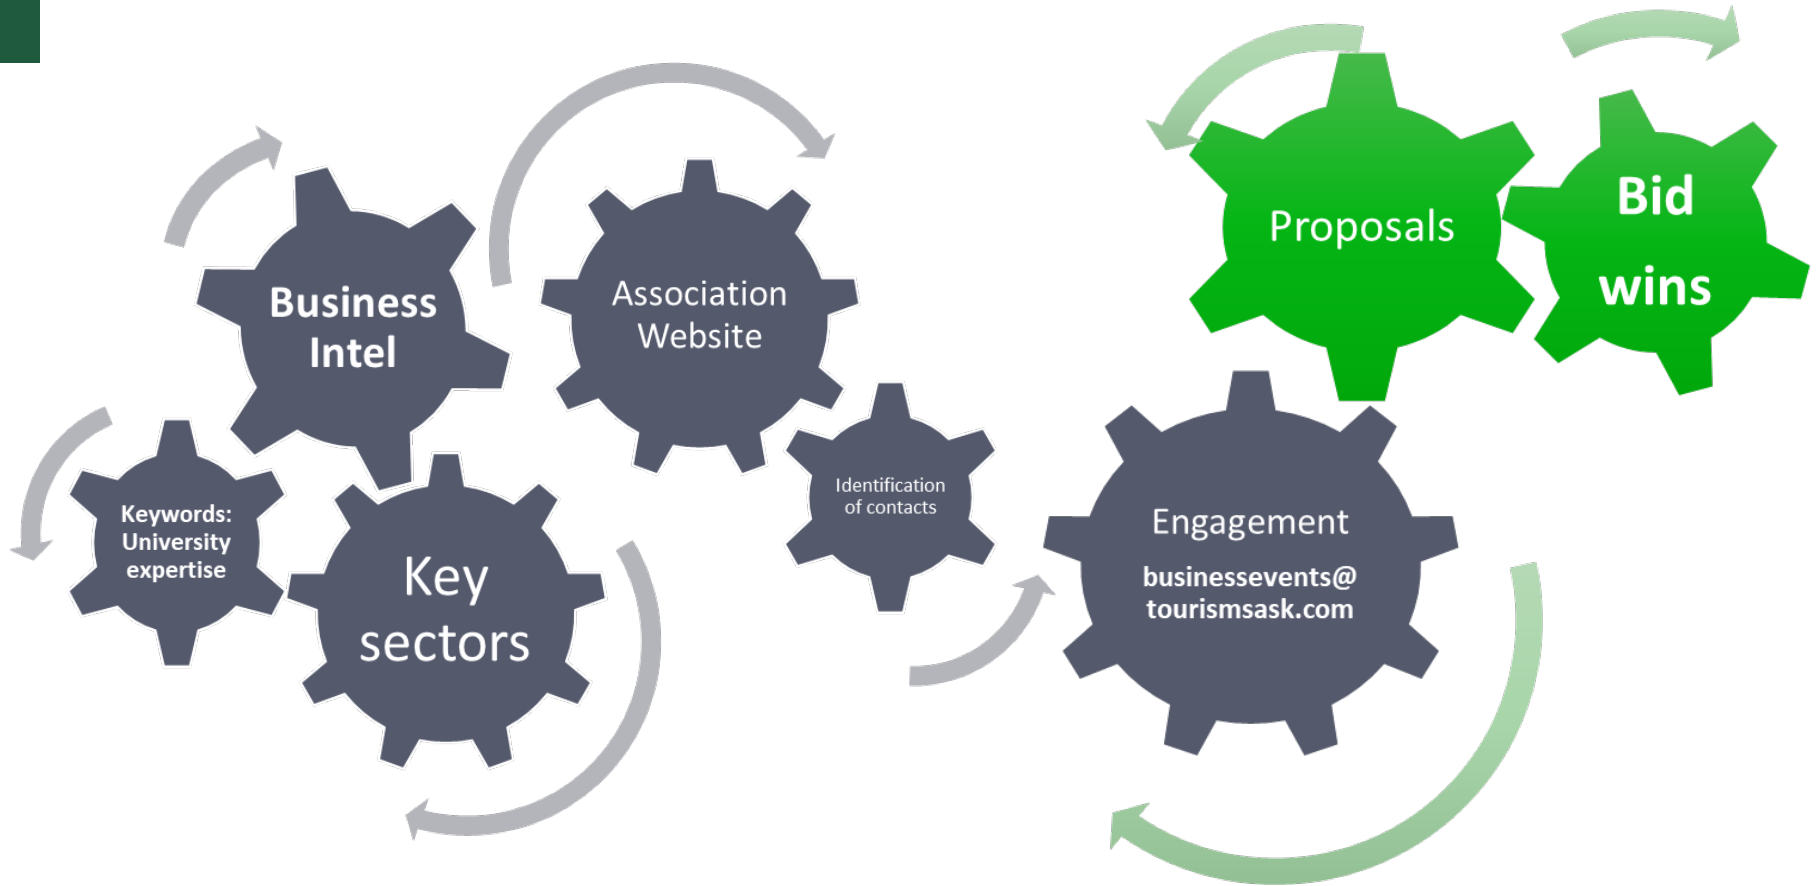 Business
Intel
Keywords:
University
expertise
Key
sectors
Association
Website
Identification
of contacts
Engagement
businessevents@
tourismsask.com
Proposals
Bid
wins